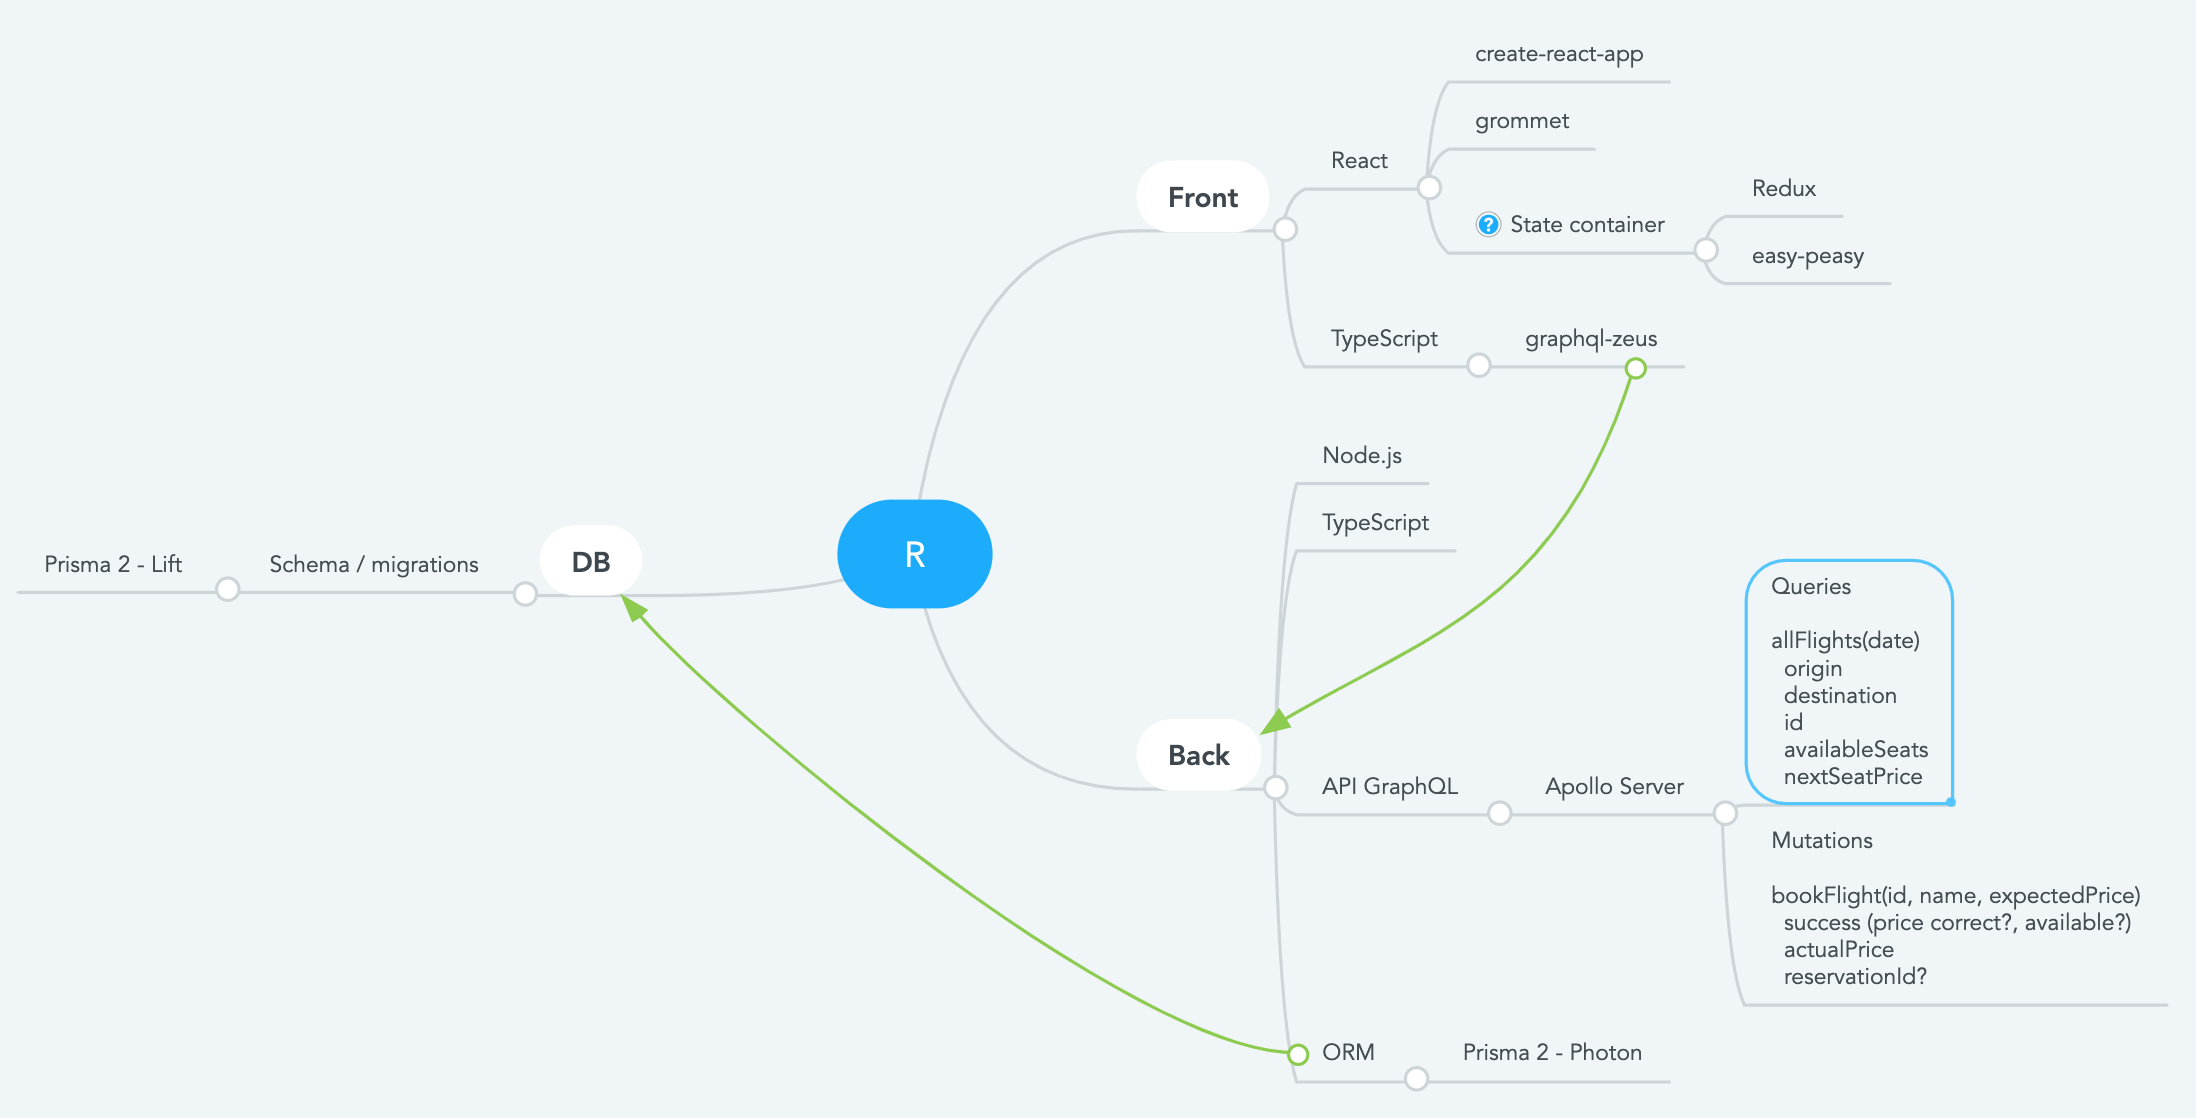 create-react-app
grommet
React
Front
Redux
? State container
easy-peasy
TypeScript
graphql-zeus
Node.js
TypeScript
R
DB
Schema / migrations
Prisma 2 - Lift
Back
API GraphQL
Apollo Server
Queries
allFlights(date)
origin
destination
id
availableSeats
nextSeatPrice
Mutations
bookFlight(id, name, expectedPrice)
success (price correct?, available?)
actualPrice
reservationId?
ORM
Prisma 2 - Photon